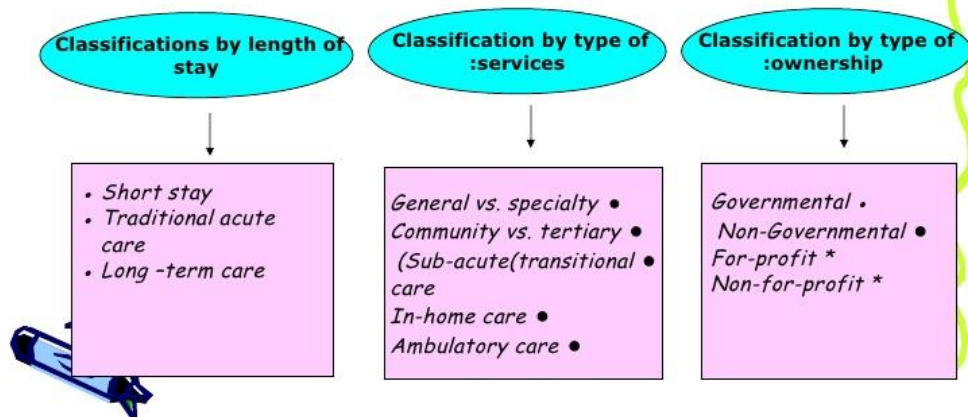 Classifications by length of
stay
• Short stay
• Traditional acute
care
• Long –term care
Classification by type of
:services
General vs. specialty ●
Community vs. tertiary ●
(Sub-acute(transitional ●
care
In-home care ●
Ambulatory care ●
Classification by type of
:ownership
Governmental •
Non-Governmental ●
For-profit *
Non-for-profit *